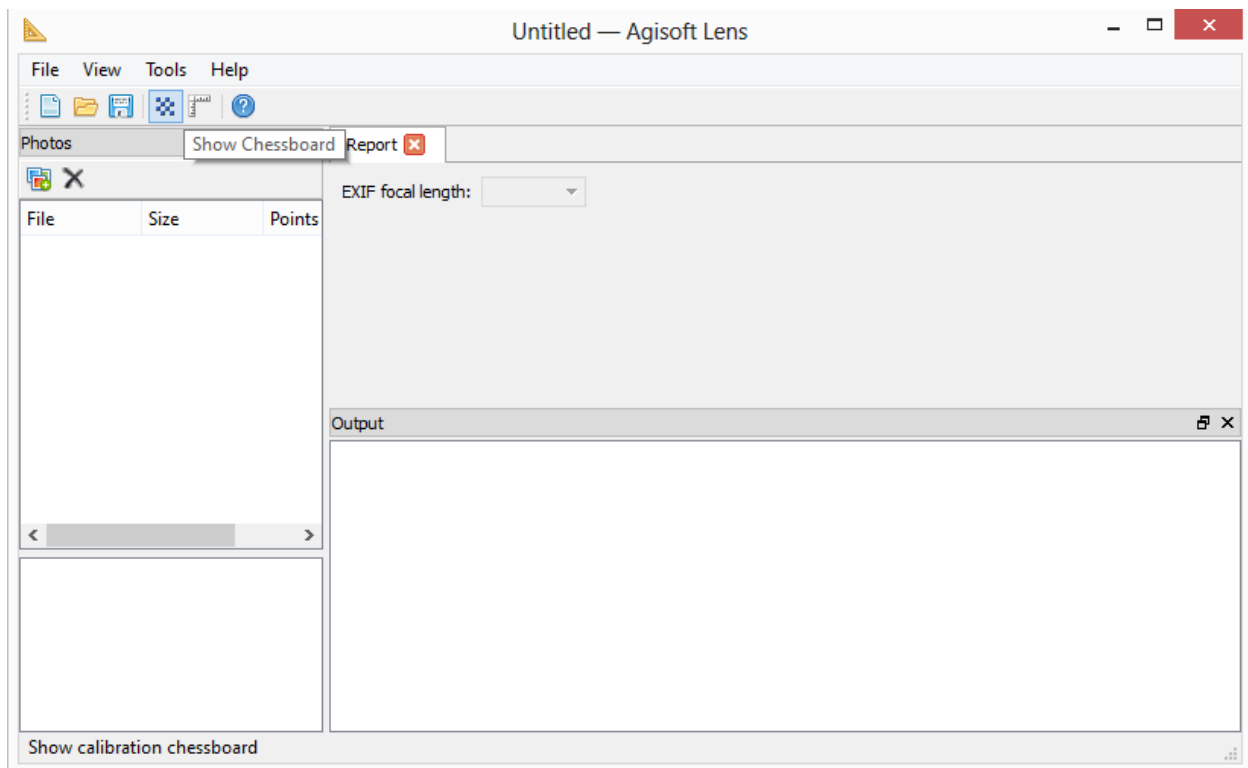 Untitled — Agisoft Lens
File View Tools Help
Photos
Show Chessboard
Report
EXIF focal length:
File Size Points
Output
Show calibration chessboard